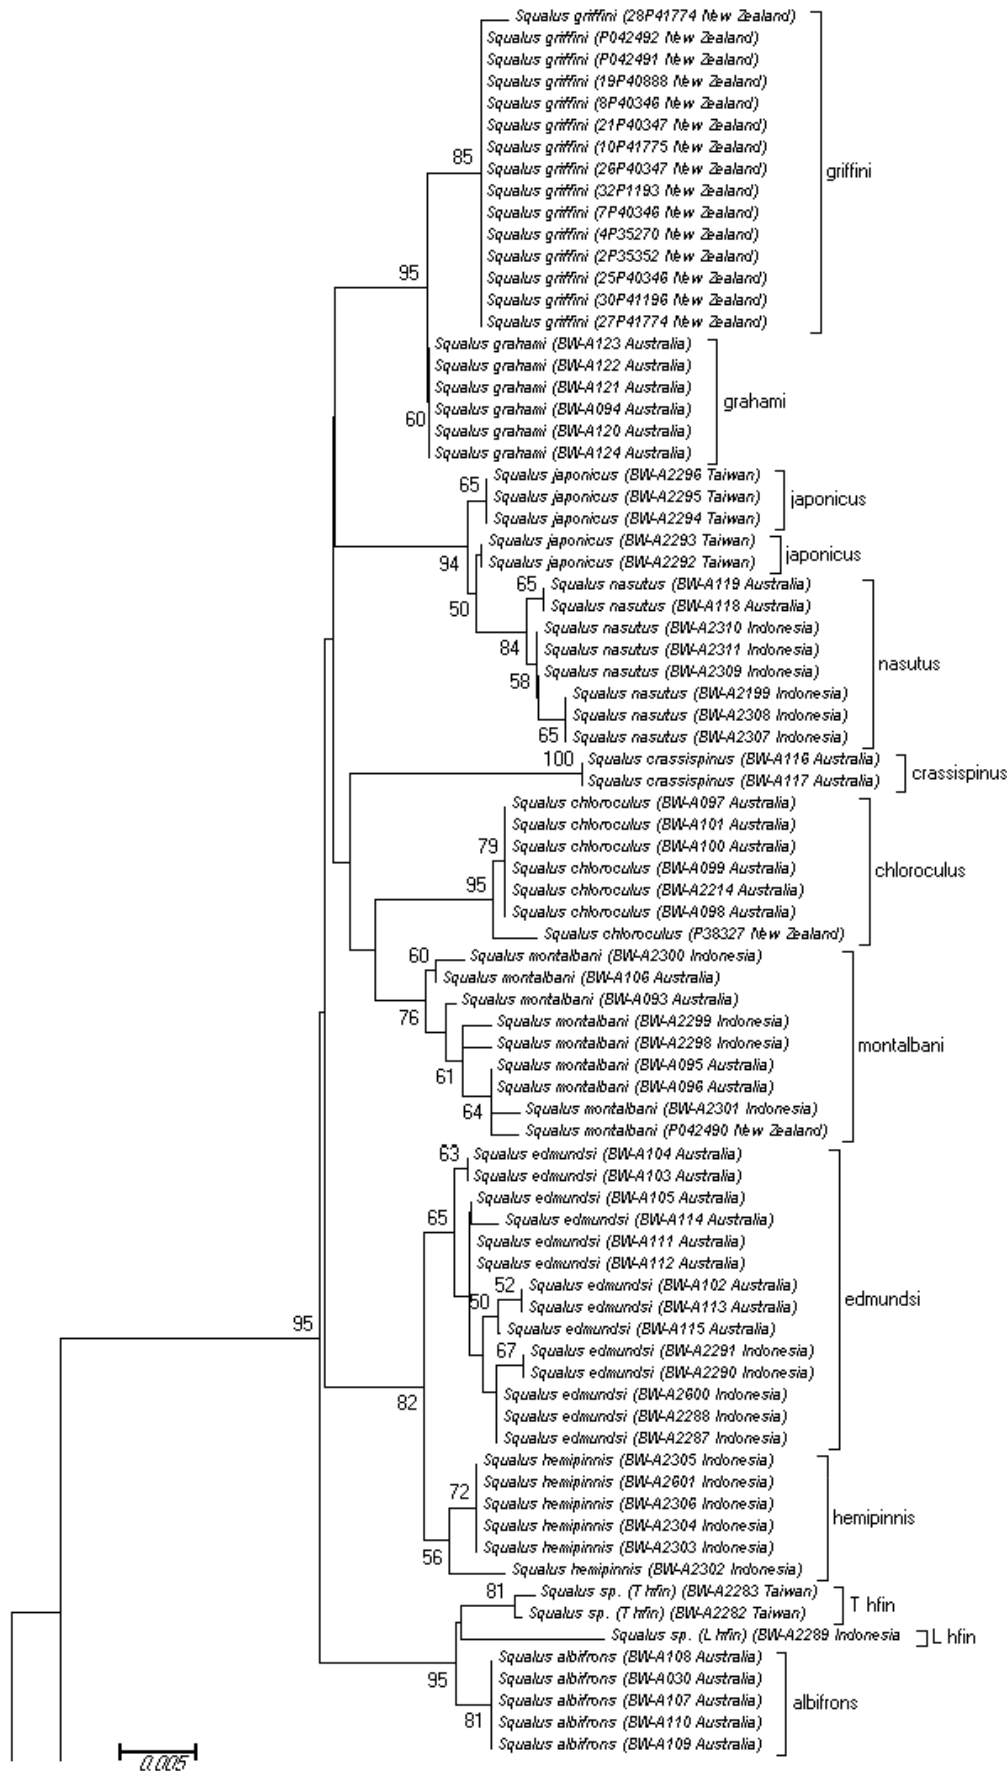 Squalus griffini (28P41774 New Zealand)
Squalus griffini (P042492 New Zealand)
Squalus griffini (P042491 New Zealand)
Squalus griffini (19P40888 New Zealand)
Squalus griffini (8P40346 New Zealand)
Squalus griffini (21P40347 New Zealand)
Squalus griffini (10P41775 New Zealand)
85
Squalus griffini (26P40347 New Zealand)
griffini
Squalus griffini (32P1193 New Zealand)
Squalus griffini (7P40346 New Zealand)
Squalus griffini (4P35270 New Zealand)
Squalus griffini (2P35352 New Zealand)
95
Squalus griffini (25P40346 New Zealand)
Squalus griffini (30P41196 New Zealand)
Squalus griffini (27P41774 New Zealand)
Squalus grahami (BW-A123 Australia)
Squalus grahami (BW-A122 Australia)
Squalus grahami (BW-A121 Australia)
grahami
Squalus grahami (BW-A094 Australia)
60
Squalus grahami (BW-A120 Australia)
Squalus grahami (BW-A124 Australia)
Squalus japonicus (BW-A2296 Taiwan)
65
Squalus japonicus (BW-A2295 Taiwan)
japonicus
Squalus japonicus (BW-A2294 Taiwan)
Squalus japonicus (BW-A2293 Taiwan)
japonicus
94
Squalus japonicus (BW-A2292 Taiwan)
65
Squalus nasutus (BW-A119 Australia)
50
Squalus nasutus (BW-A118 Australia)
Squalus nasutus (BW-A2310 Indonesia)
84
Squalus nasutus (BW-A2311 Indonesia)
nasutus
Squalus nasutus (BW-A2309 Indonesia)
58
Squalus nasutus (BW-A2199 Indonesia)
Squalus nasutus (BW-A2308 Indonesia)
65
Squalus nasutus (BW-A2307 Indonesia)
100
Squalus crassispinus (BW-A116 Australia)
crassispinus
Squalus crassispinus (BW-A117 Australia)
Squalus chloroculus (BW-A097 Australia)
Squalus chloroculus (BW-A101 Australia)
79
Squalus chloroculus (BW-A100 Australia)
Squalus chloroculus (BW-A099 Australia)
chloroculus
95
Squalus chloroculus (BW-A2214 Australia)
Squalus chloroculus (BW-A098 Australia)
Squalus chloroculus (P38327 New Zealand)
60
Squalus montalbani (BW-A2300 Indonesia)
Squalus montalbani (BW-A106 Australia)
Squalus montalbani (BW-A093 Australia)
76
Squalus montalbani (BW-A2299 Indonesia)
Squalus montalbani (BW-A2298 Indonesia)
montalbani
61
Squalus montalbani (BW-A095 Australia)
Squalus montalbani (BW-A096 Australia)
64
Squalus montalbani (BW-A2301 Indonesia)
Squalus montalbani (P042490 New Zealand)
63
Squalus edmundsi (BW-A104 Australia)
Squalus edmundsi (BW-A103 Australia)
Squalus edmundsi (BW-A105 Australia)
65
Squalus edmundsi (BW-A114 Australia)
Squalus edmundsi (BW-A111 Australia)
Squalus edmundsi (BW-A112 Australia)
52
Squalus edmundsi (BW-A102 Australia)
edmundsi
50
Squalus edmundsi (BW-A113 Australia)
95
Squalus edmundsi (BW-A115 Australia)
67
Squalus edmundsi (BW-A2291 Indonesia)
Squalus edmundsi (BW-A2290 Indonesia)
82
Squalus edmundsi (BW-A2600 Indonesia)
Squalus edmundsi (BW-A2288 Indonesia)
Squalus edmundsi (BW-A2287 Indonesia)
Squalus hemipinnis (BW-A2305 Indonesia)
Squalus hemipinnis (BW-A2601 Indonesia)
72
Squalus hemipinnis (BW-A2306 Indonesia)
hemipinnis
Squalus hemipinnis (BW-A2304 Indonesia)
Squalus hemipinnis (BW-A2303 Indonesia)
56
Squalus hemipinnis (BW-A2302 Indonesia)
81
Squalus sp. (T hfin) (BW-A2283 Taiwan)
T hfin
Squalus sp. (T hfin) (BW-A2282 Taiwan)
Squalus sp. (L hfin) (BW-A2289 Indonesia
L hfin
Squalus albifrons (BW-A108 Australia)
95
Squalus albifrons (BW-A030 Australia)
Squalus albifrons (BW-A107 Australia)
albifrons
81
Squalus albifrons (BW-A110 Australia)
Squalus albifrons (BW-A109 Australia)
0.005